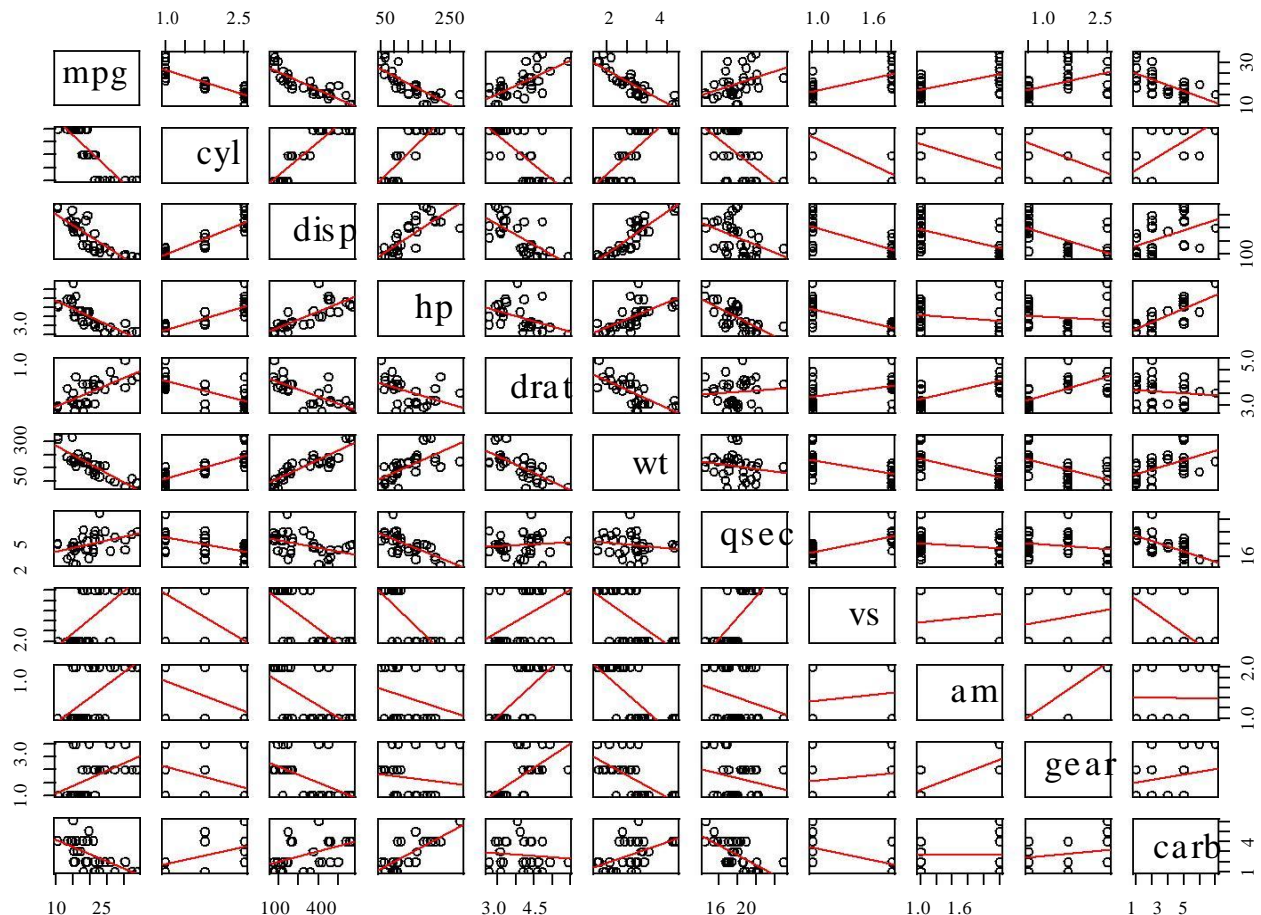 1.0 2.5 50 250 2 4 1.0 1.6 1.0 2.5
mpg 10 30
cyl
disp 100
3.0 hp
1.0 drat 3.0 5.0
50 300 wt
2 5 qsec 16
2.0 vs
1.0 am 1.0 2.0
1.0 3.0 gear
carb 1 4
10 25 100 400 3.0 4.5 16 20 1.0 1.6 1 3 5